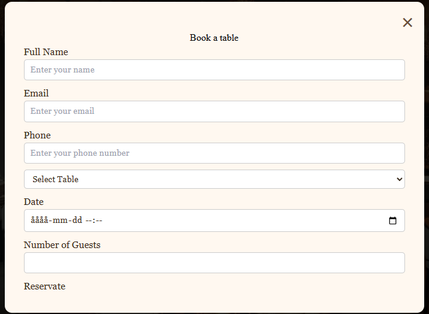 Book a table
Full Name
Enter your name
Email
Enter your email
Phone
Enter your phone number
Select Table
Date
åååå-mm-dd --:--
Number of Guests
Reservate